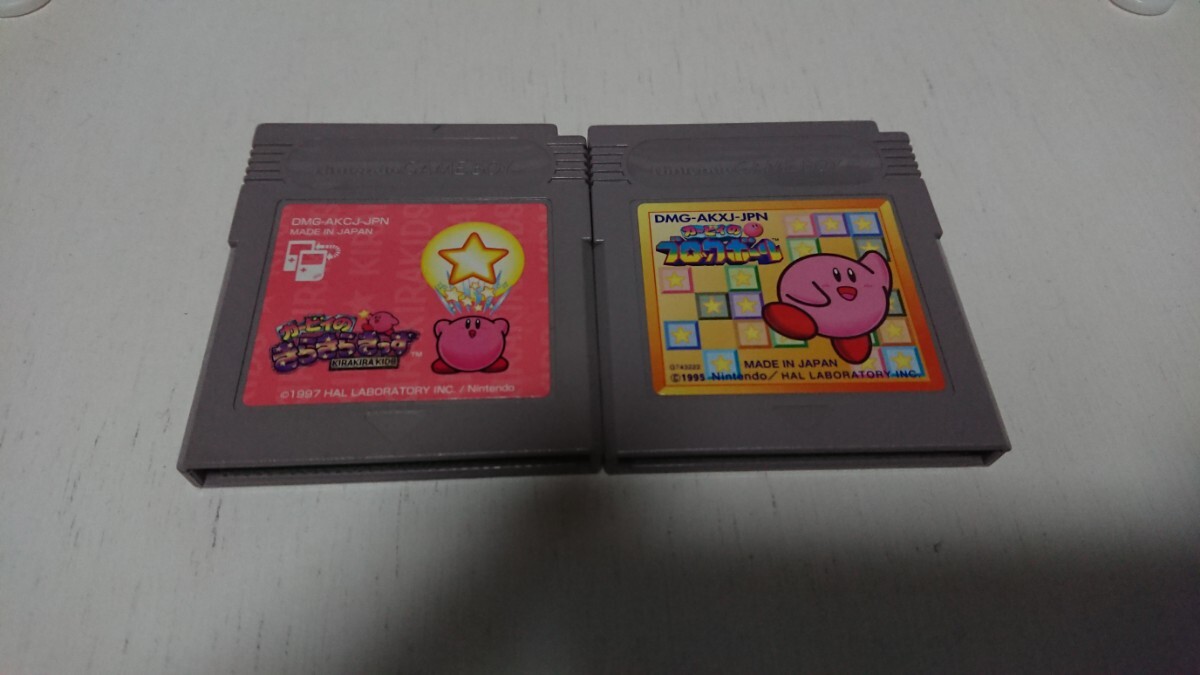 DMG-AKCJ-JPN
MADE IN JAPAN
カービィの
きらきらきっず
KIRAKIRA KIDS
TM
©1997 HAL LABORATORY INC. / Nintendo
DMG-AKXJ-JPN
カービィの
ブロックボール
MADE IN JAPAN
©1995 Nintendo / HAL LABORATORY INC.